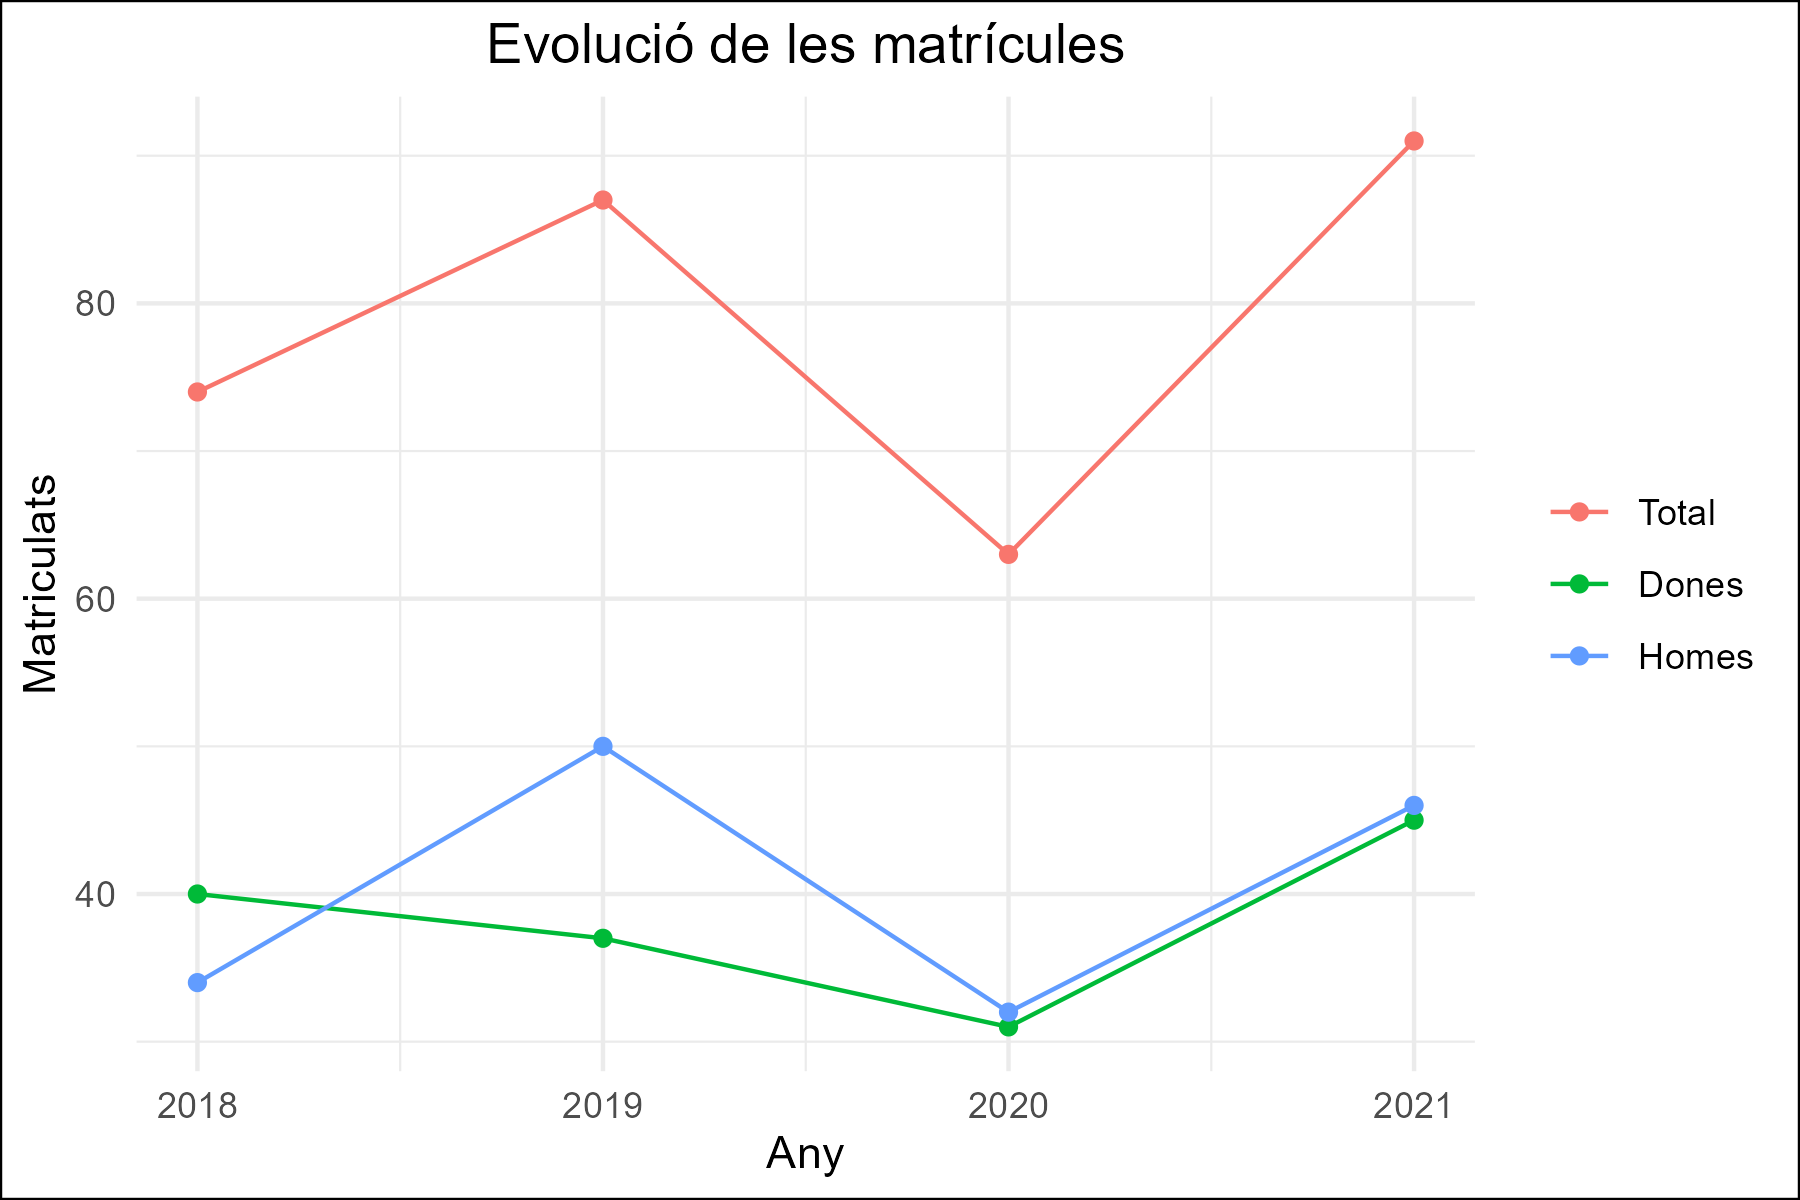 Evolució de les matrícules
Matriculats
80
60
40
2018 2019 2020 2021
Any
Total
Dones
Homes